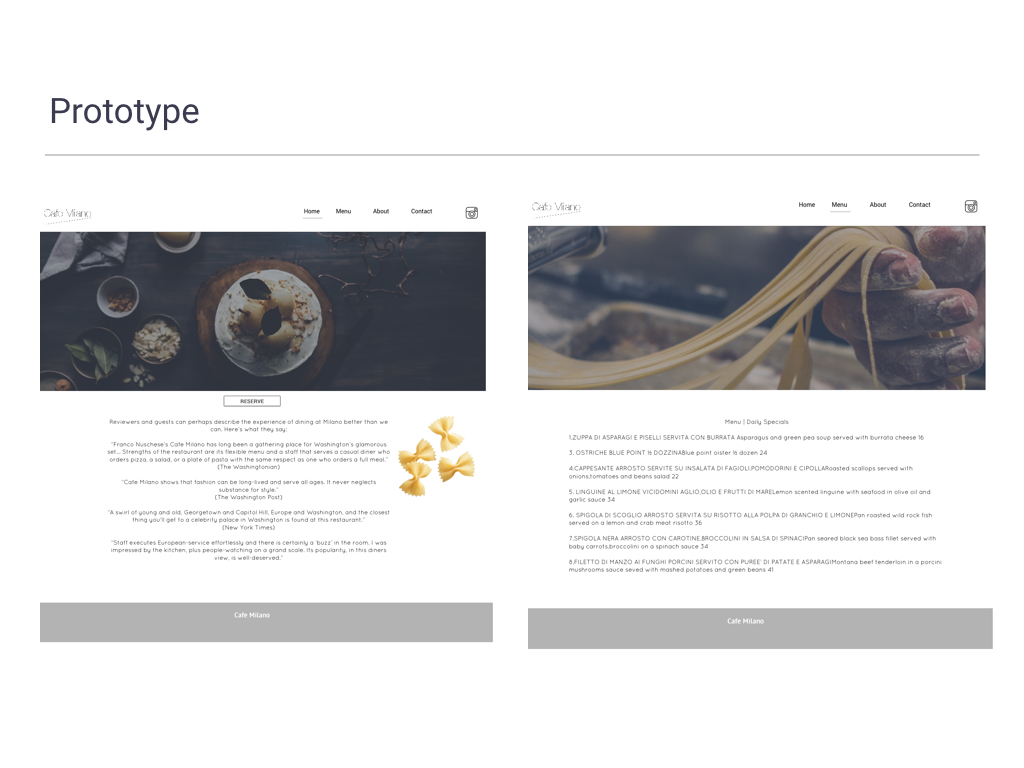 Prototype
Cafe Milano
Home Menu About Contact
RESERVE
Reviewers and guests can perhaps describe the experience of dining at Milano better than we
can. Here's what they say:
"Franco Nuschese's Café Milano has long been a gathering place for Washington's glamorous
set... Strengths of the restaurant are its flexible menu and a staff that serves a casual diner who
orders pizza, a salad, or a plate of pasta with the same respect as one who orders a full meal."
(The Washingtonian)
"Cafe Milano shows that fashion can be long-lived and serve all ages. It never neglects
substance for style."
(The Washington Post)
"A swirl of young and old, Georgetown and Capitol Hill, Europe and Washington, and the closest
thing you'll get to a celebrity palace in Washington is found at this restaurant."
(New York Times)
"Staff executes European-service effortlessly and there is certainly a 'buzz' in the room. I was
impressed by the kitchen, plus people-watching on a grand scale. Its popularity, in this diners
view, is well-deserved."
Cafe Milano
Cafe Milano
Home Menu About Contact
Menu | Daily Specials
1.ZUPPA DI ASPARAGI E PISELLI SERVITA CON BURRATA Asparagus and green pea soup served with burrata cheese 16
3. OSTRICHE BLUE POINT ½ DOZZINABlue point oister ½ dozen 24
4.CAPPESANTE ARROSTO SERVITE SU INSALATA DI FAGIOLI,POMODORINI E CIPOLLARoasted scallops served with
onions,tomatoes and beans salad 22
5: LINGUINE AL LIMONE VICIDOMINI AGLIO,OLIO E FRUTTI DI MARELemon scented linguine with seafood in olive oil and
garlic sauce 34
6. SPIGOLA DI SCOGLIO ARROSTO SERVITA SU RISOTTO ALLA POLPA DI GRANCHIO E LIMONEPan roasted wild rock fish
served on a lemon and crab meat risotto 36
7.SPIGOLA NERA ARROSTO CON CAROTINE,BROCCOLINI IN SALSA DI SPINACIPan seared black sea bass fillet served with
baby carrots,broccolini on a spinach sauce 34
8.FILETTO DI MANZO AI FUNGHI PORCINI SERVITO CON PUREE' DI PATATE E ASPARAGIMontana beef tenderloin in a porcini
mushrooms sauce seved with mashed potatoes and green beans 41
Cafe Milano